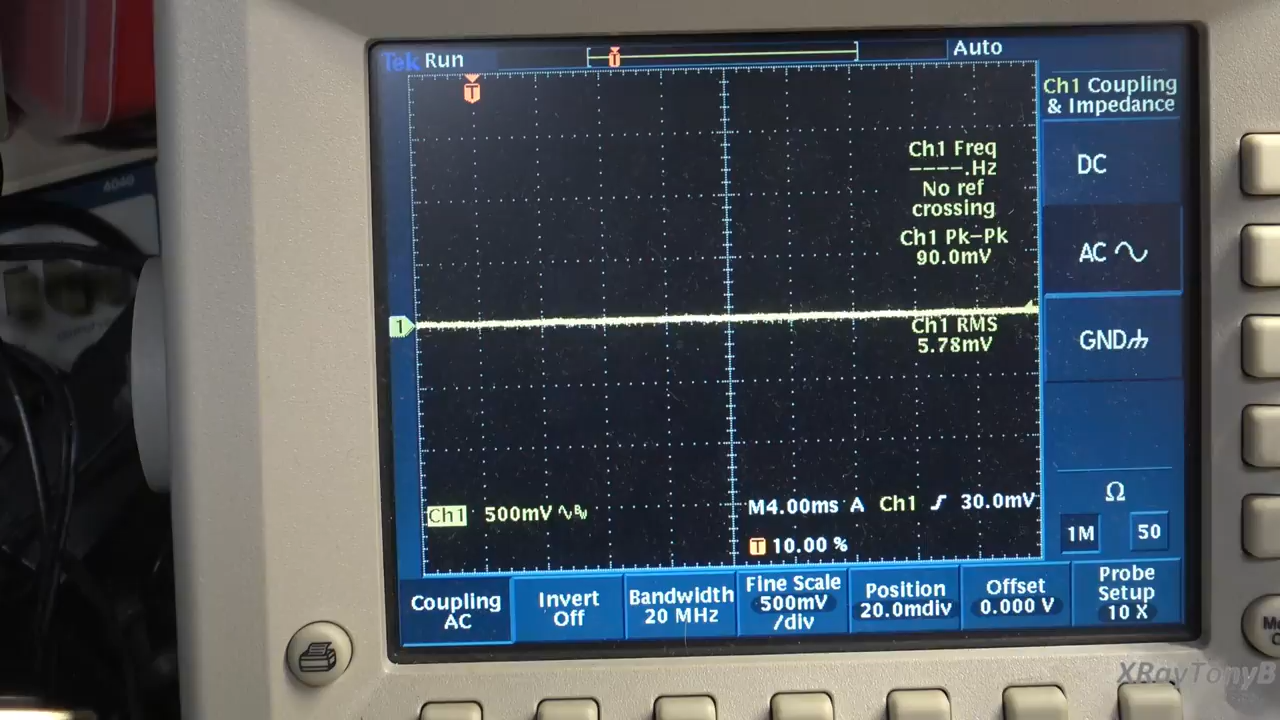 Tek Run
T
Auto
T
Ch1 Coupling
& Impedance
4040
Ch1 Freq
----.Hz
No ref
crossing
DC
Ch1 Pk-Pk
90.0mV
AC
1
Ch1 RMS
5.78mV
GND
Ch1 500mV Bw
M4.00ms A Ch1 30.0mV
T 10.00 %
Ω
1M 50
Coupling
AC
Invert
Off
Bandwidth
20 MHz
Fine Scale
500mV
/div
Position
20.0mdiv
Offset
0.000 V
Probe
Setup
10 X
XRayTonyB